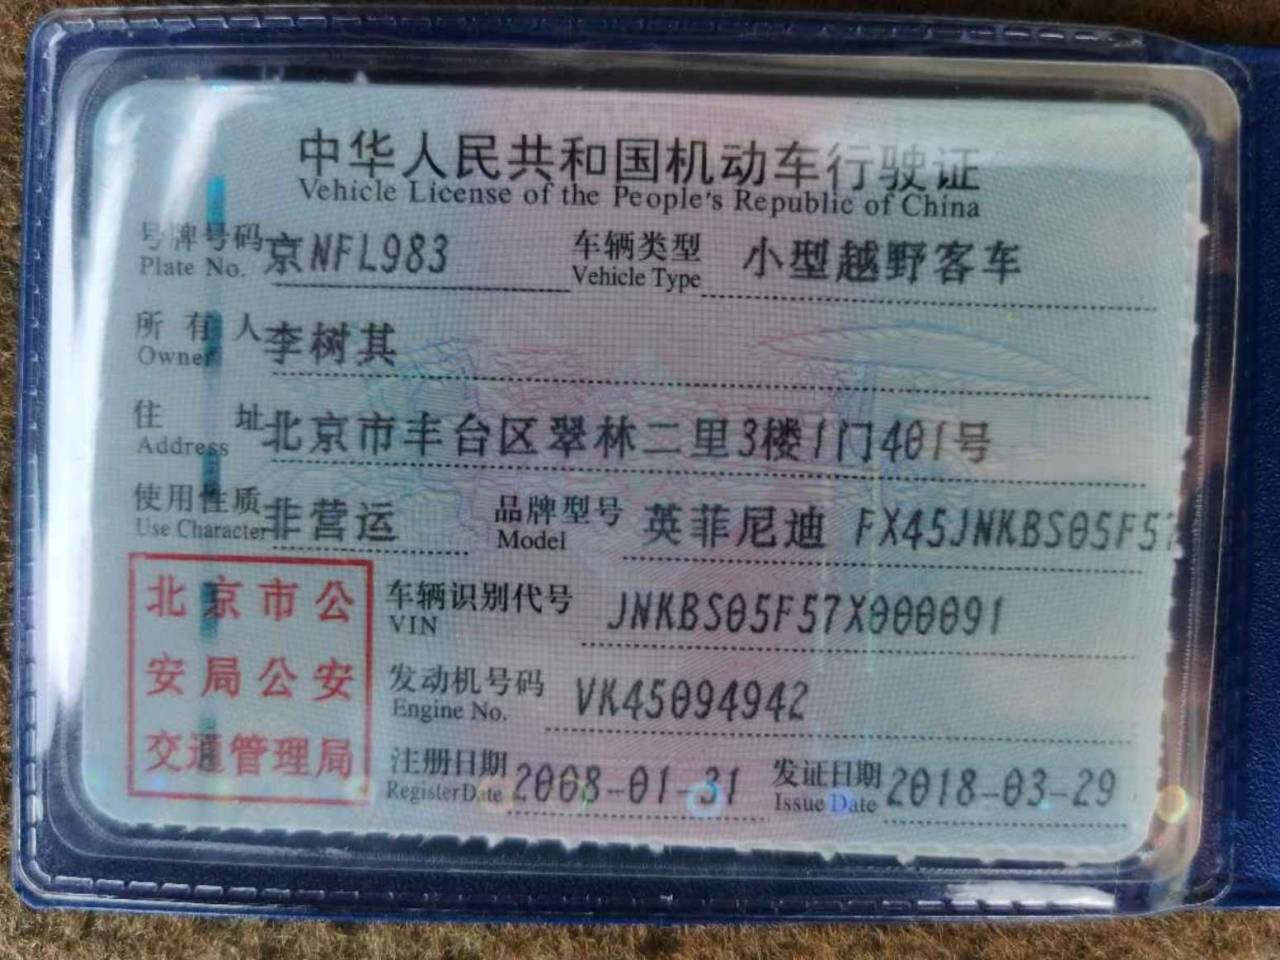 中华人民共和国机动车行驶证
Vehicle License of the People's Republic of China
号牌号码 京NFL983 车辆类型 小型越野客车
Plate No. Vehicle Type
所有人 李树其
Owner
住址 北京市丰台区翠林二里3楼1门401号
Address
使用性质 非营运 品牌型号 英菲尼迪 FX45JNKBS05F57
Use Character Model
北京市公
安局公安
交通管理局
车辆识别代号 JNKBS05F57X000091
VIN
发动机号码 VK45094942
Engine No.
注册日期 2008-01-31 发证日期 2018-03-29
Register Date Issue Date